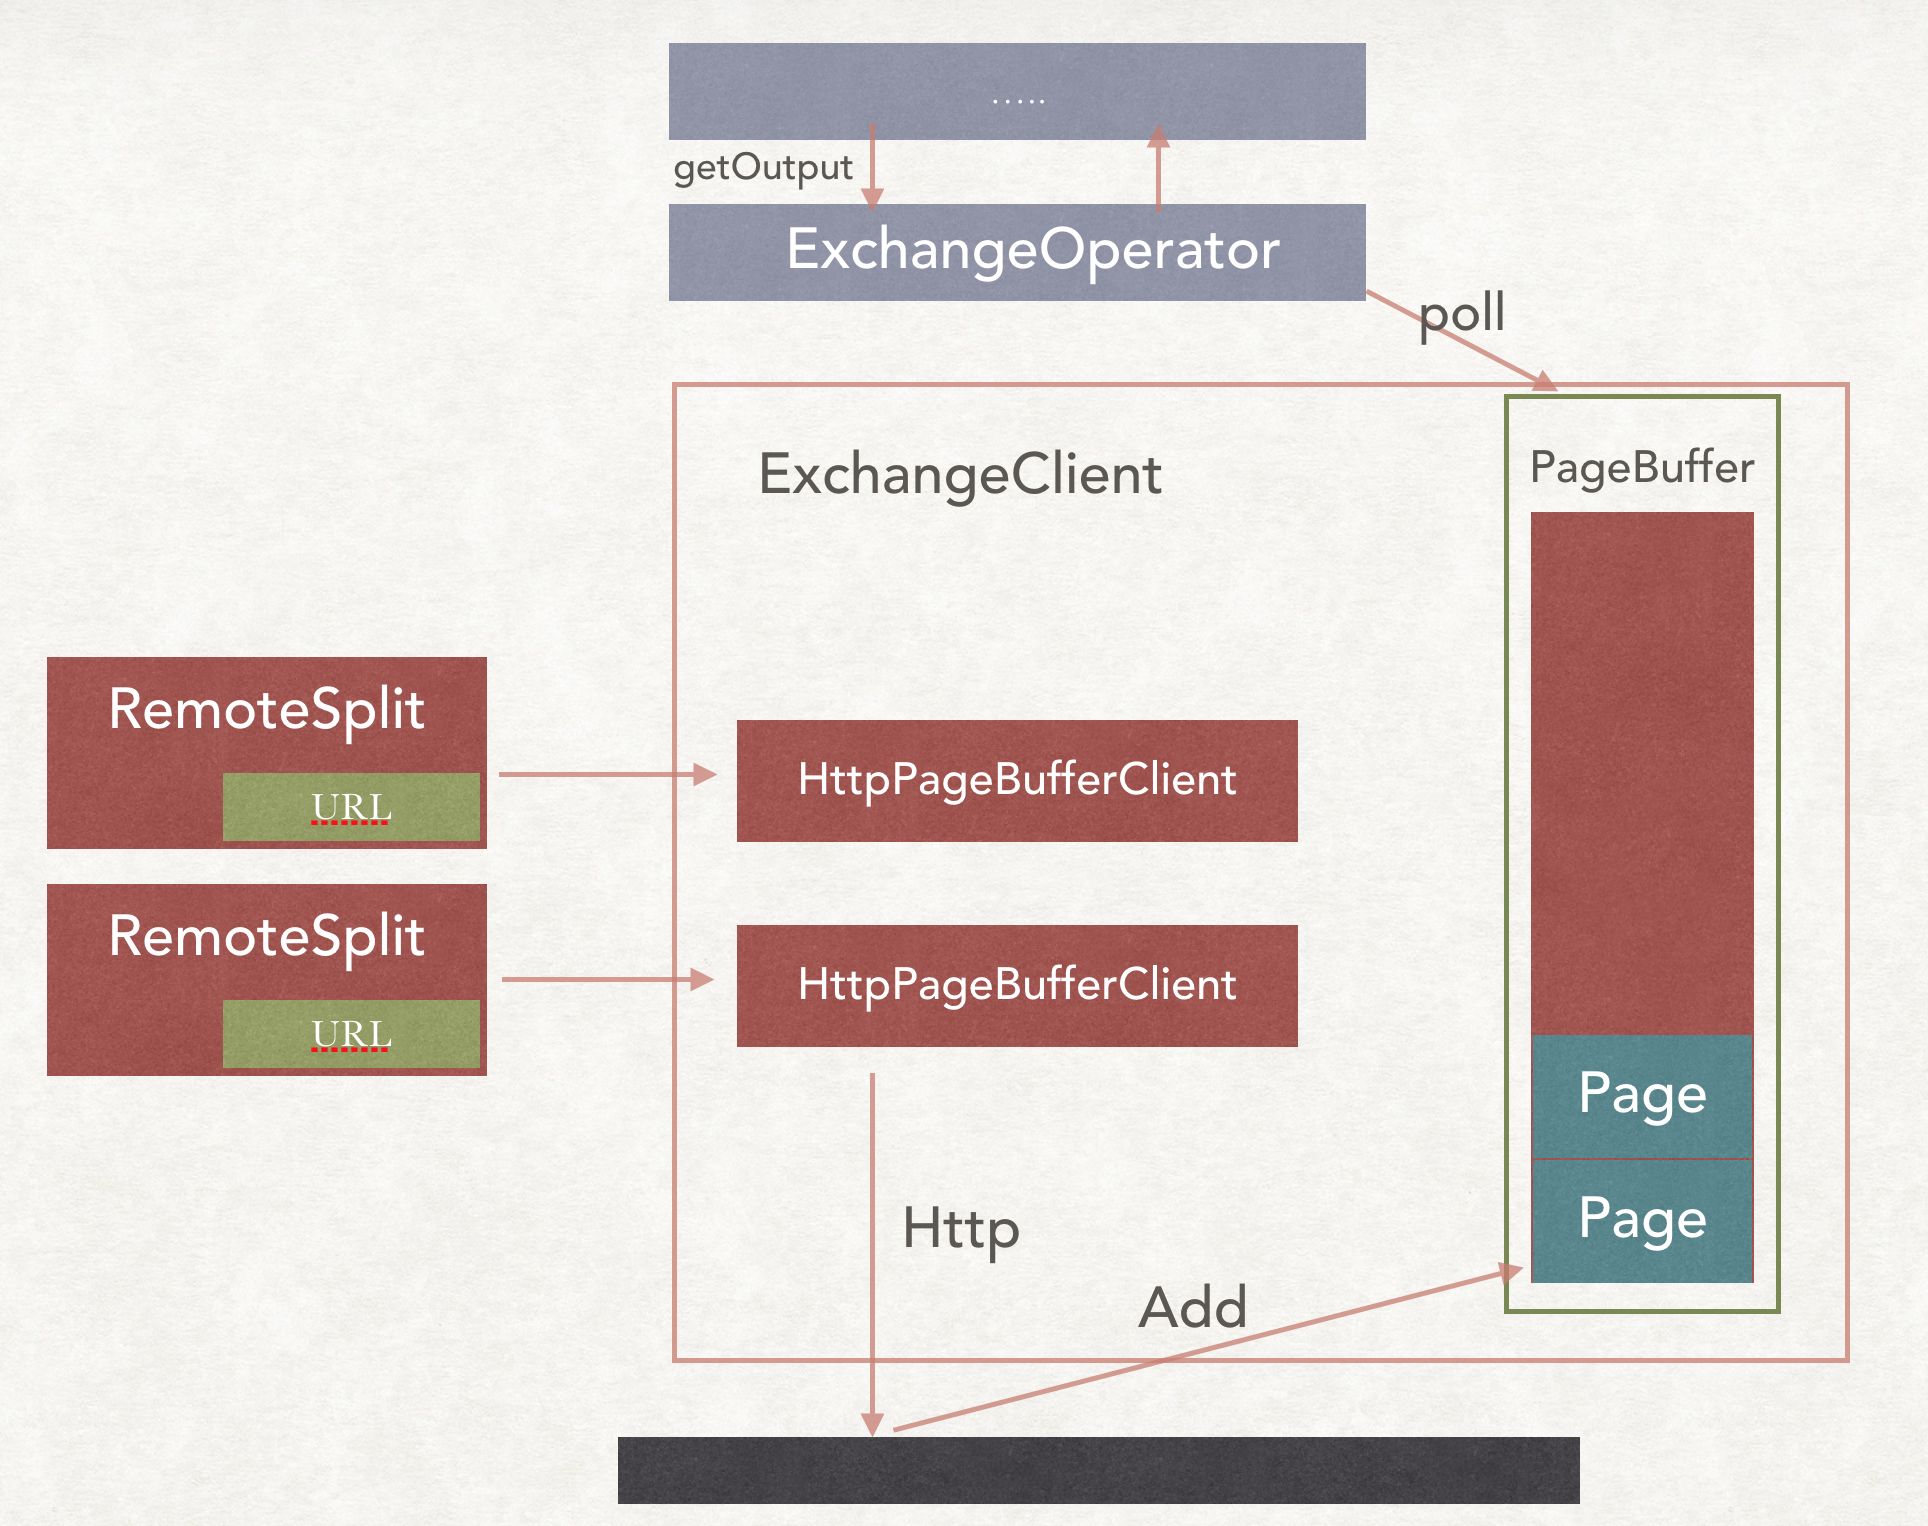 .....
getOutput
ExchangeOperator
poll
ExchangeClient
PageBuffer
RemoteSplit
URL
HttpPageBufferClient
RemoteSplit
URL
HttpPageBufferClient
Page
Page
Http
Add